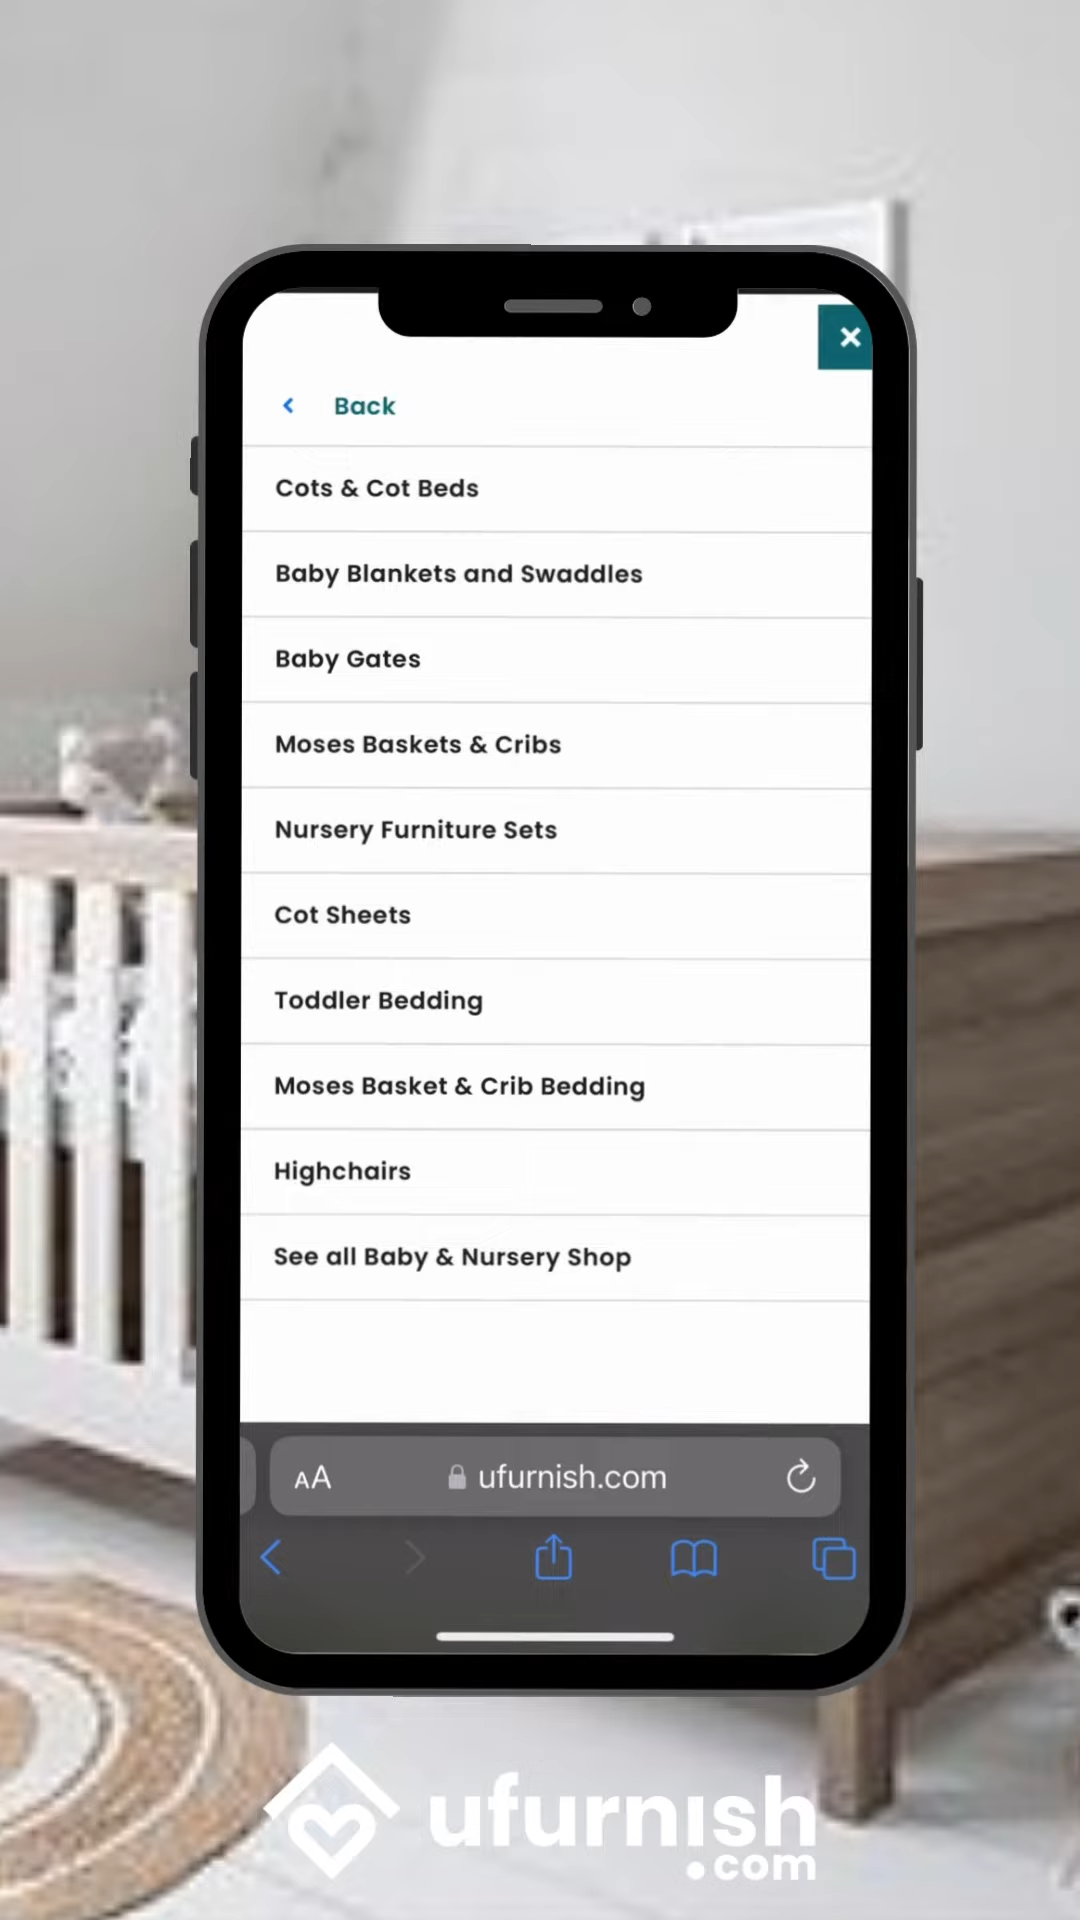 Back
Cots & Cot Beds
Baby Blankets and Swaddles
Baby Gates
Moses Baskets & Cribs
Nursery Furniture Sets
Cot Sheets
Toddler Bedding
Moses Basket & Crib Bedding
Highchairs
See all Baby & Nursery Shop
AA ufurnish.com
ufurnish
.com